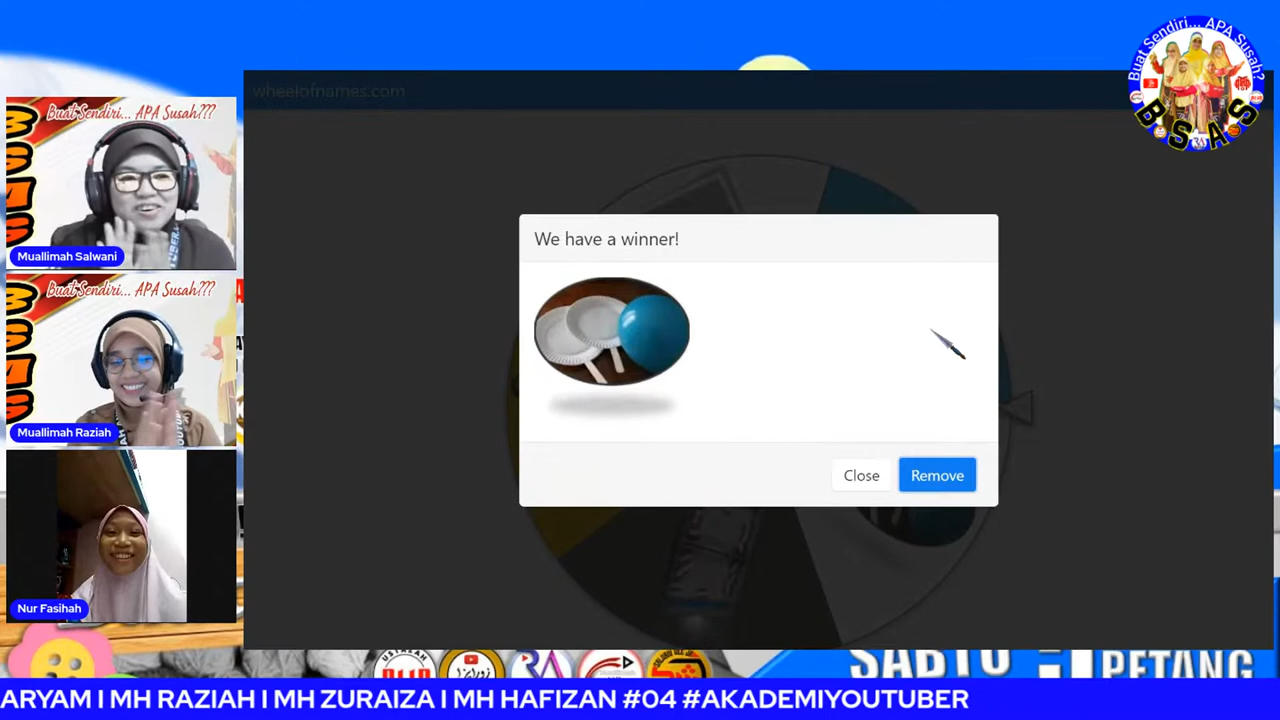 wheelofnames.com
Buat Sendiri... APA Susah?
BSAS
Buat Sendiri... APA Susah???
Muallimah Salwani
Buat Sendiri... APA Susah???
Muallimah Raziah
Nur Fasihah
We have a winner!
Close
Remove
SABTU
PETANG
ARYAM I MH RAZIAH I MH ZURAIZA I MH HAFIZAN #04 #AKADEMIYOUTUBER